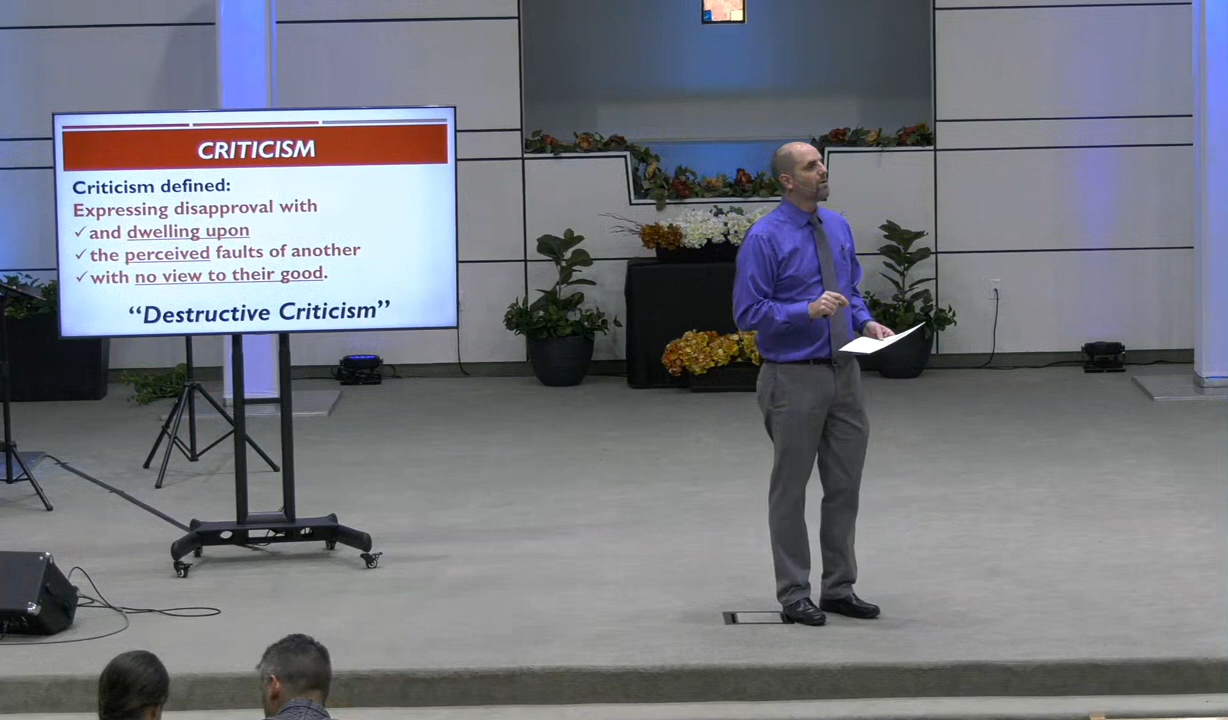 CRITICISM
Criticism defined:
Expressing disapproval with
✓and dwelling upon
✓the perceived faults of another
✓with no view to their good.
“Destructive Criticism”